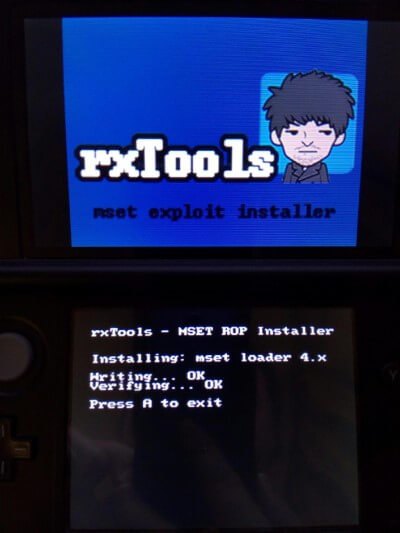 rxTools
mset exploit installer
rxTools - MSET ROP Installer
Installing: mset loader 4.x
Writing... OK
Verifying... OK
Press A to exit